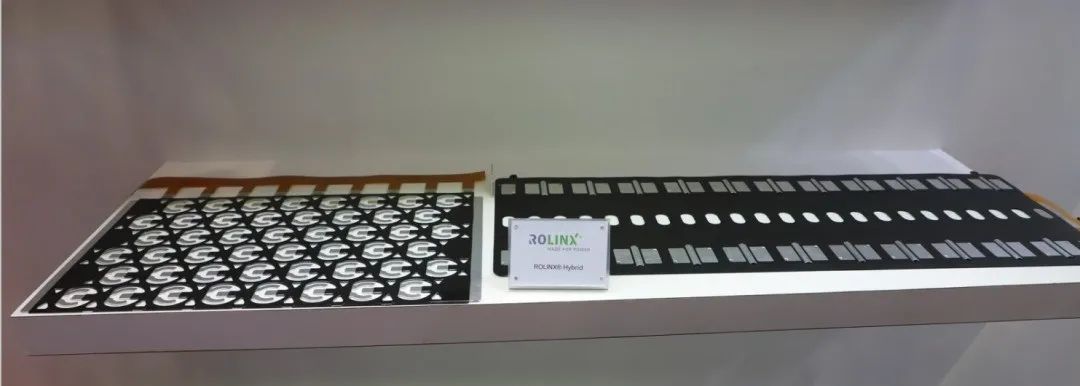 ROLINX
MADE FOR POWER
ROLINX® Hybrid